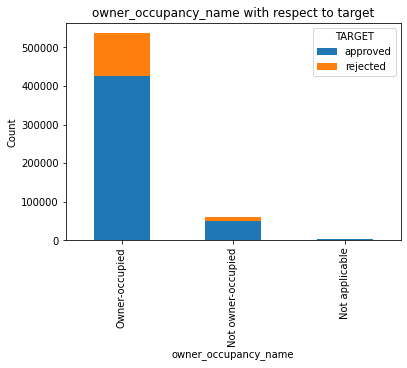 owner_occupancy_name with respect to target
TARGET
approved
rejected
Count
500000
400000
300000
200000
100000
0
Owner-occupied
Not owner-occupied
Not applicable
owner_occupancy_name